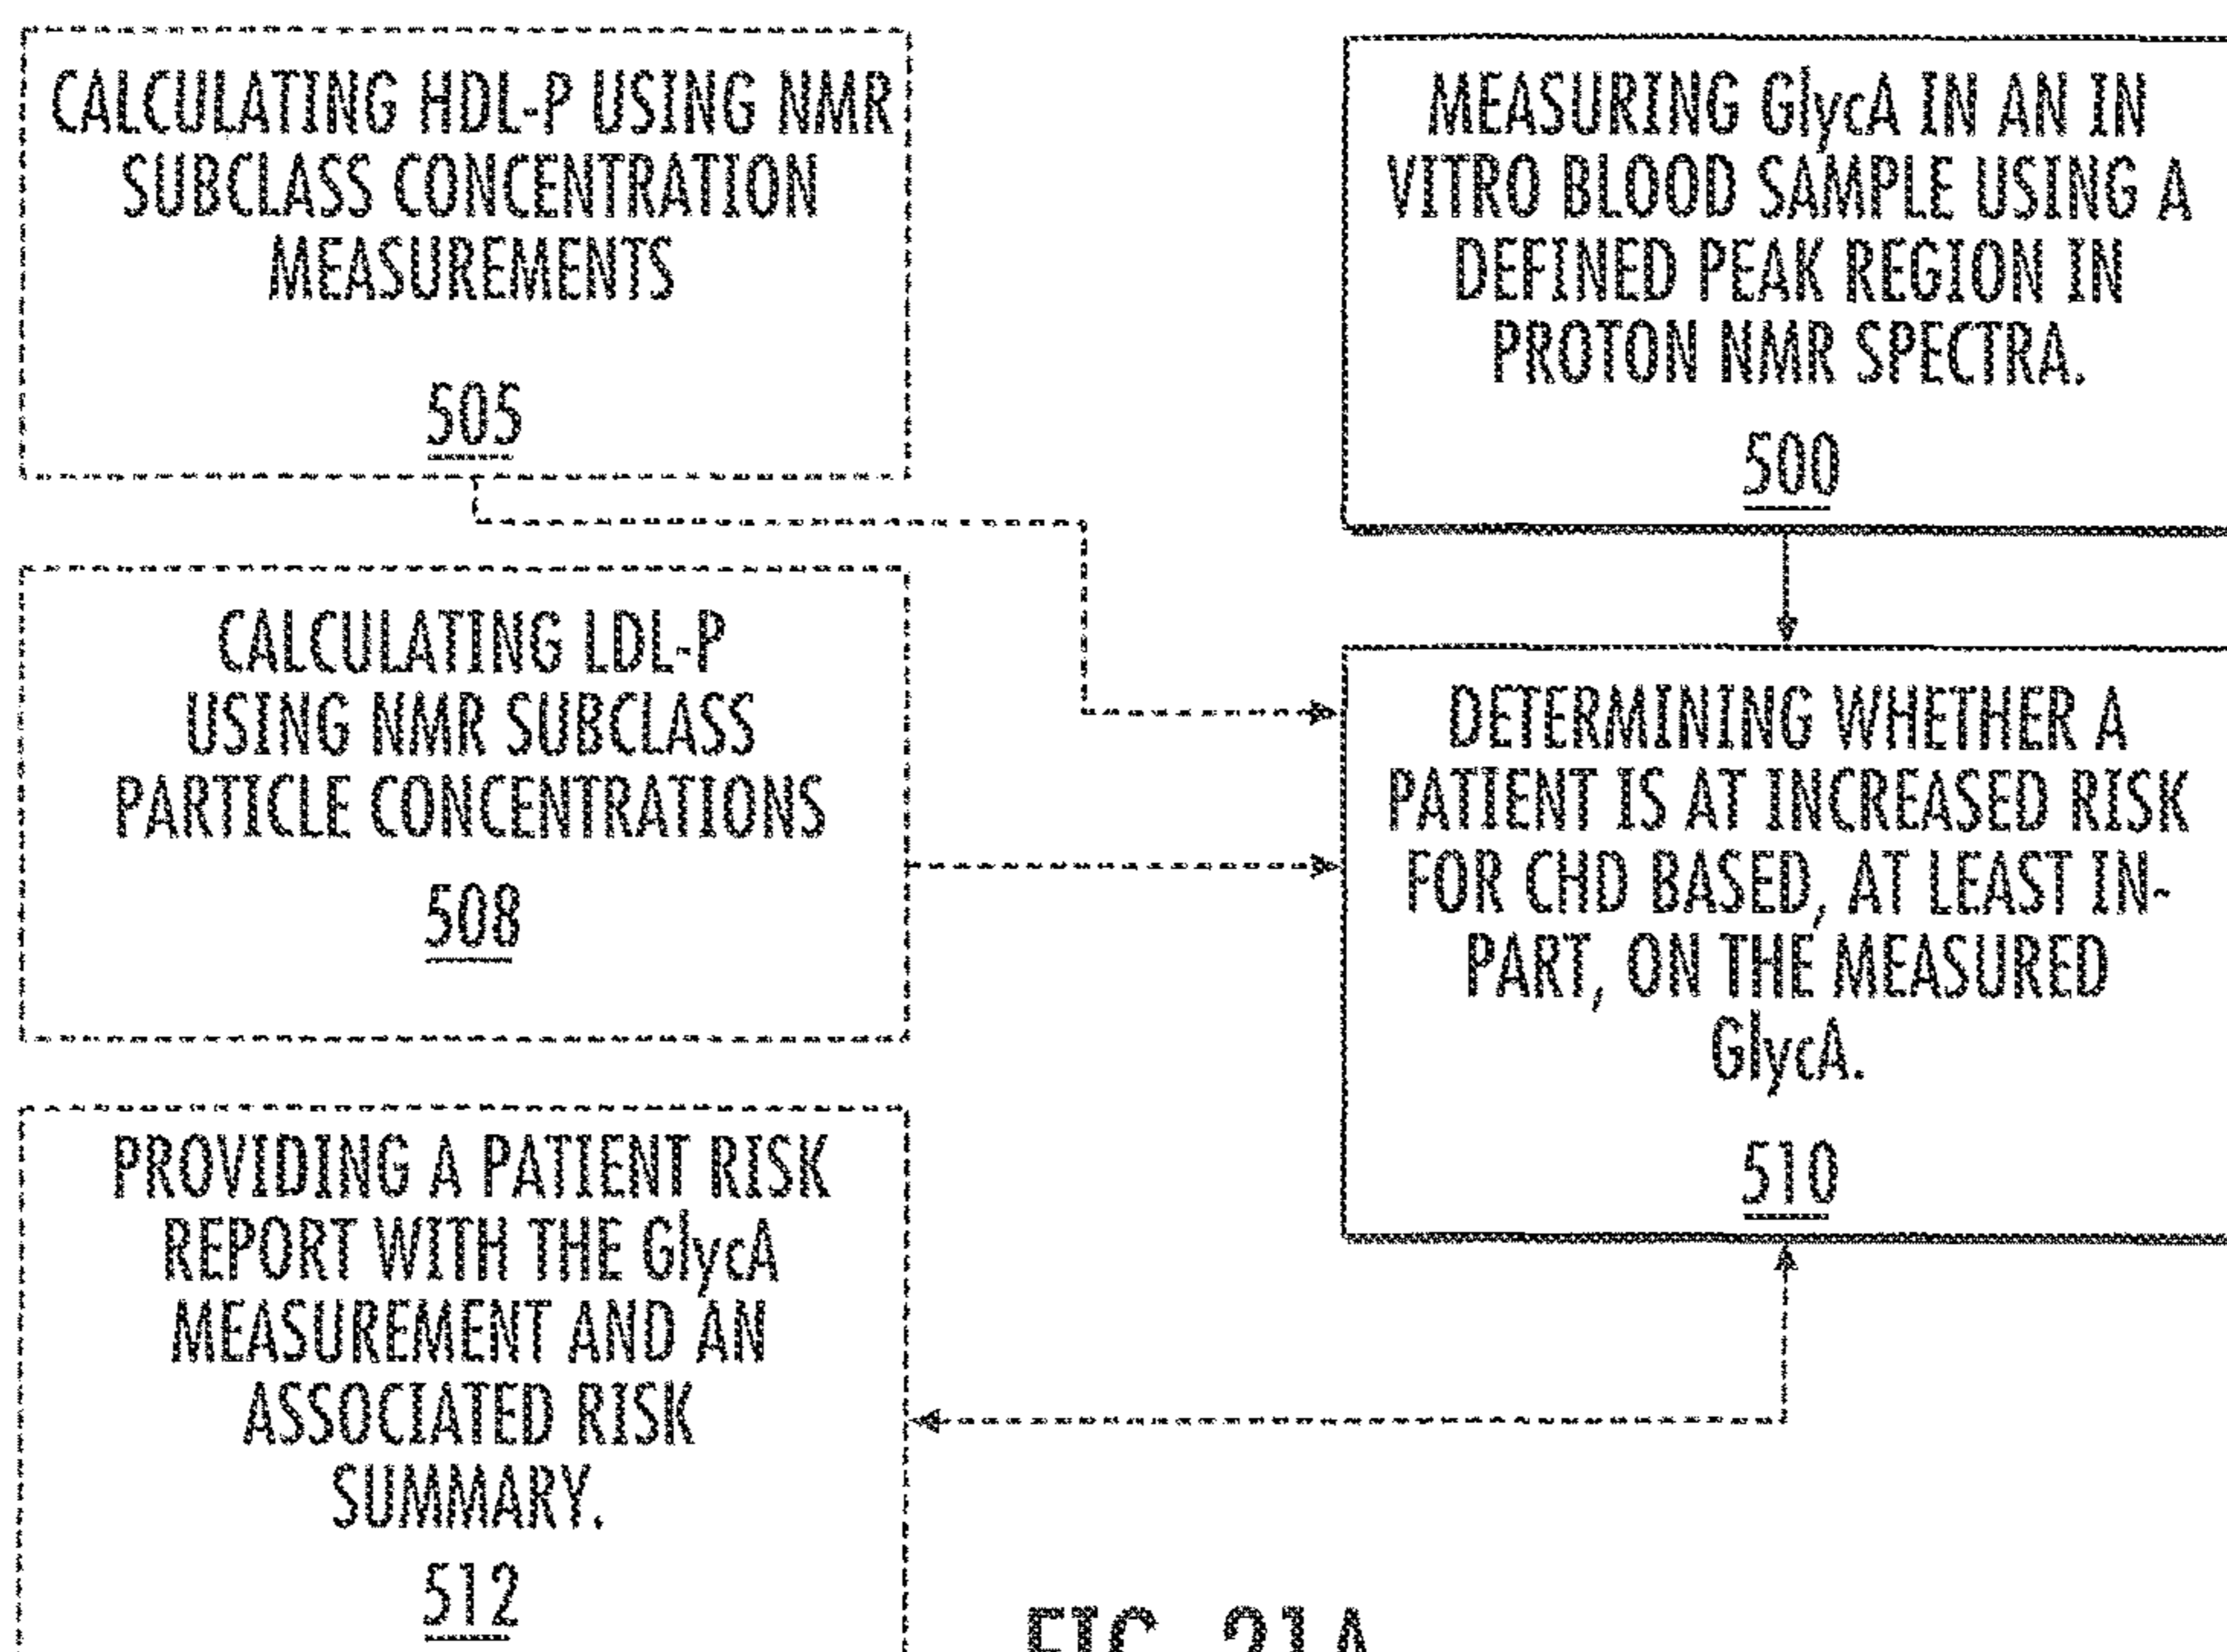 CALCULATING HDL-P USING NMR
SUBCLASS CONCENTRATION
MEASUREMENTS
505
MEASURING GlycA IN AN IN
VITRO BLOOD SAMPLE USING A
DEFINED PEAK REGION IN
PROTON NMR SPECTRA.
500
CALCULATING LDL-P
USING NMR SUBCLASS
PARTICLE CONCENTRATIONS
508
DETERMINING WHETHER A
PATIENT IS AT INCREASED RISK
FOR CHD BASED, AT LEAST IN-
PART, ON THE MEASURED
GlycA.
510
PROVIDING A PATIENT RISK
REPORT WITH THE GlycA
MEASUREMENT AND AN
ASSOCIATED RISK
SUMMARY.
512
FIG. 21A